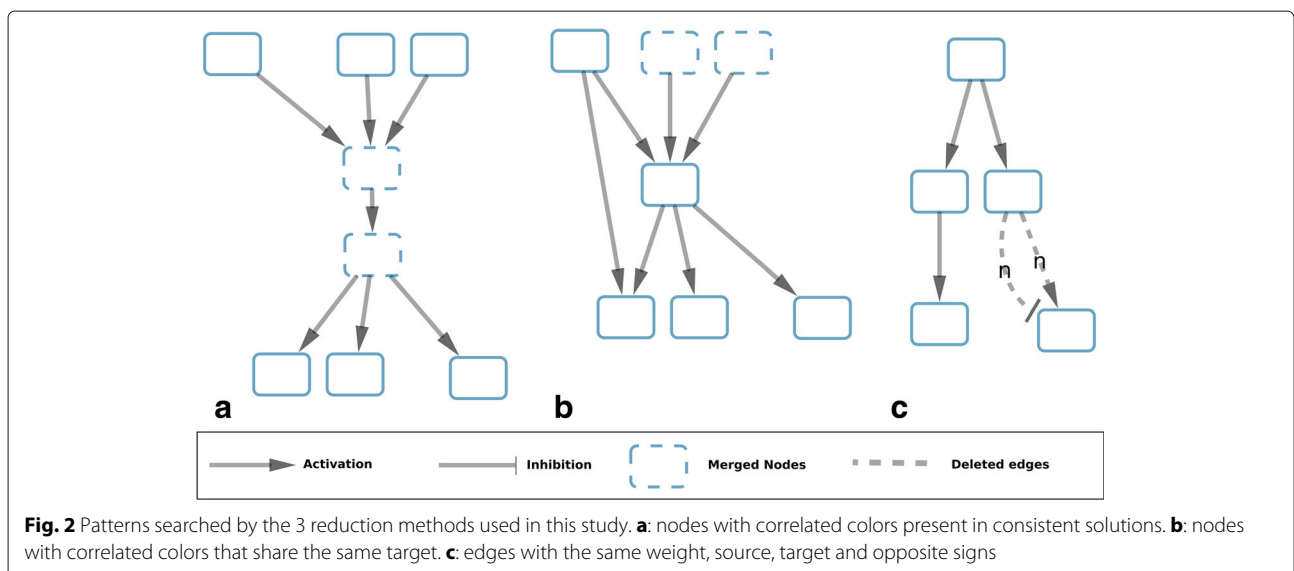 n
n
a
b
c
Activation
Inhibition
Merged Nodes
Deleted edges
Fig. 2 Patterns searched by the 3 reduction methods used in this study. a: nodes with correlated colors present in consistent solutions. b: nodes
with correlated colors that share the same target. c: edges with the same weight, source, target and opposite signs